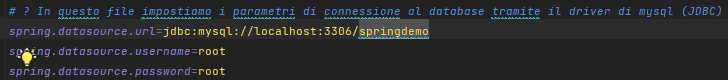 # ? In questo file impostiamo i parametri di connessione al database tramite il driver di mysql (JDBC)
spring.datasource.url=jdbc:mysql://localhost:3306/springdemo
spring.datasource.username=root
spring.datasource.password=root